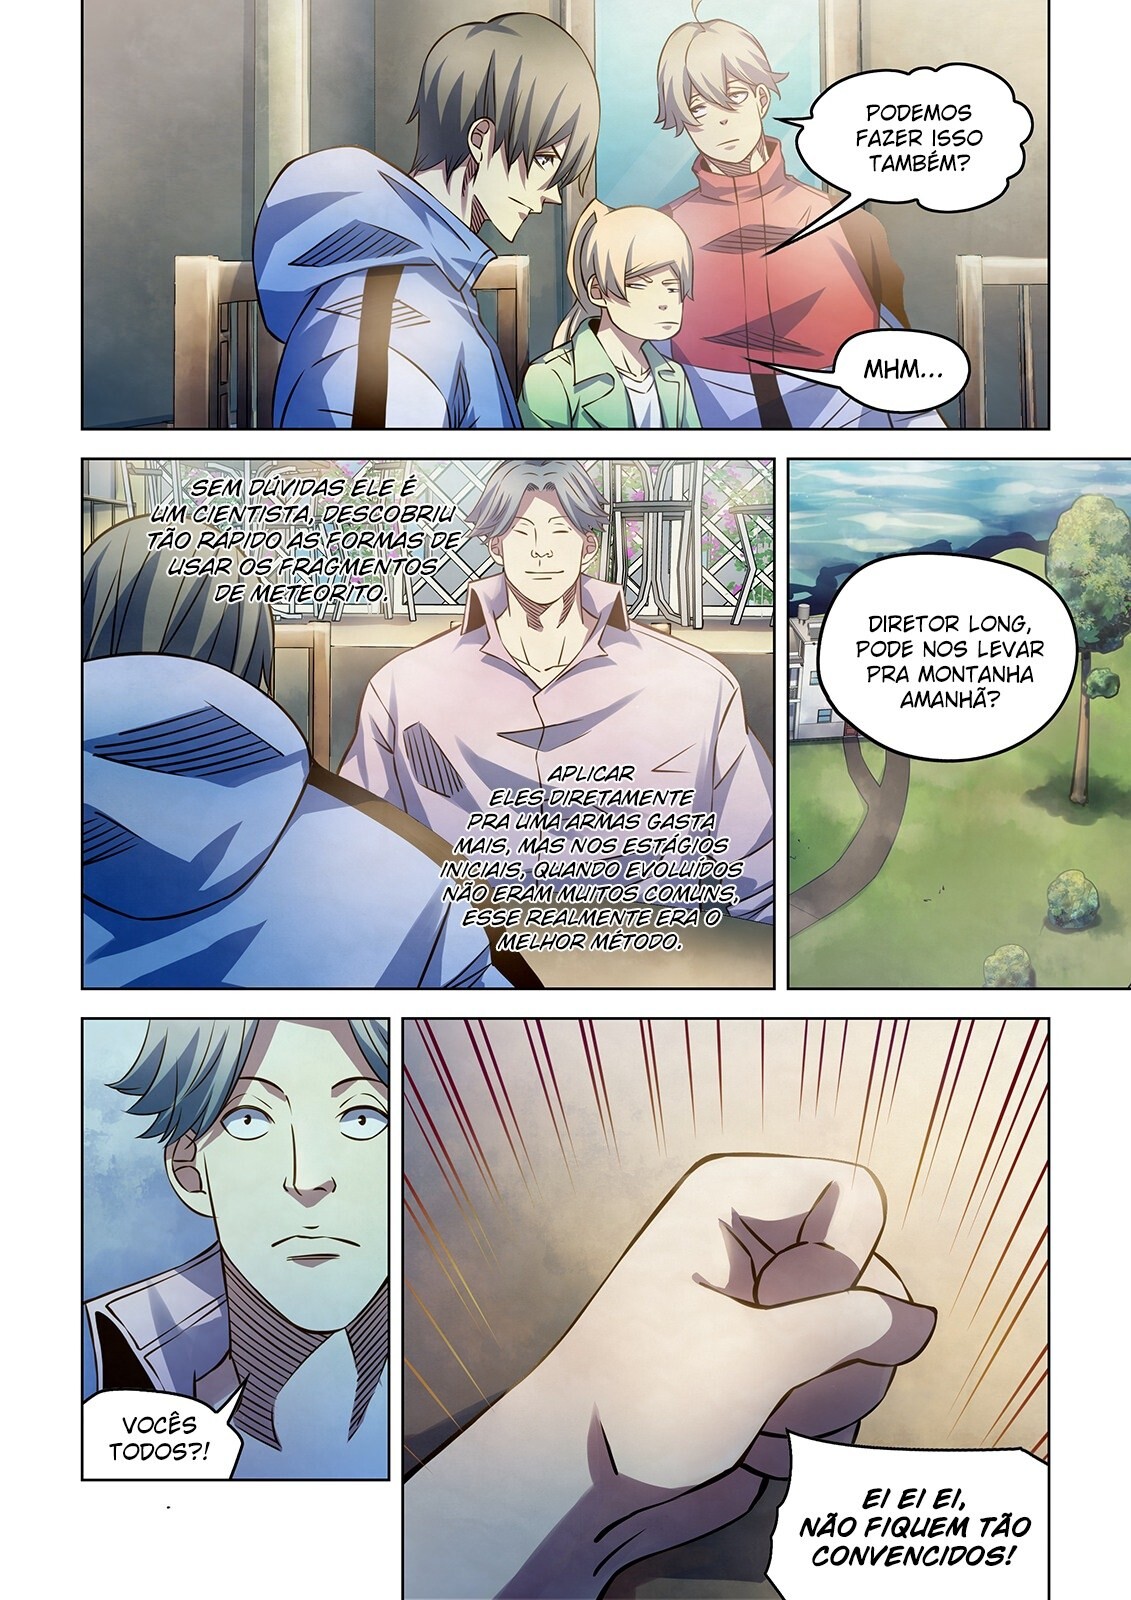 PODEMOS
FAZER ISSO
TAMBÉM?
MHM...
SEM DÚVIDAS ELE É
UM CIENTISTA, DESCOBRIU
TÃO RÁPIDO AS FORMAS DE
USAR OS FRAGMENTOS
DE METEORITO.
APLICAR
ELES DIRETAMENTE
PRA UMA ARMAS GASTA
MAIS, MAS NOS ESTÁGIOS
INICIAIS, QUANDO EVOLUÍDOS
NÃO ERAM MUITOS COMUNS,
ESSE REALMENTE ERA O
MELHOR MÉTODO.
DIRETOR LONG,
PODE NOS LEVAR
PRA MONTANHA
AMANHÃ?
VOCÊS
TODOS?!
EI EI EI,
NÃO FIQUEM TÃO
CONVENCIDOS!